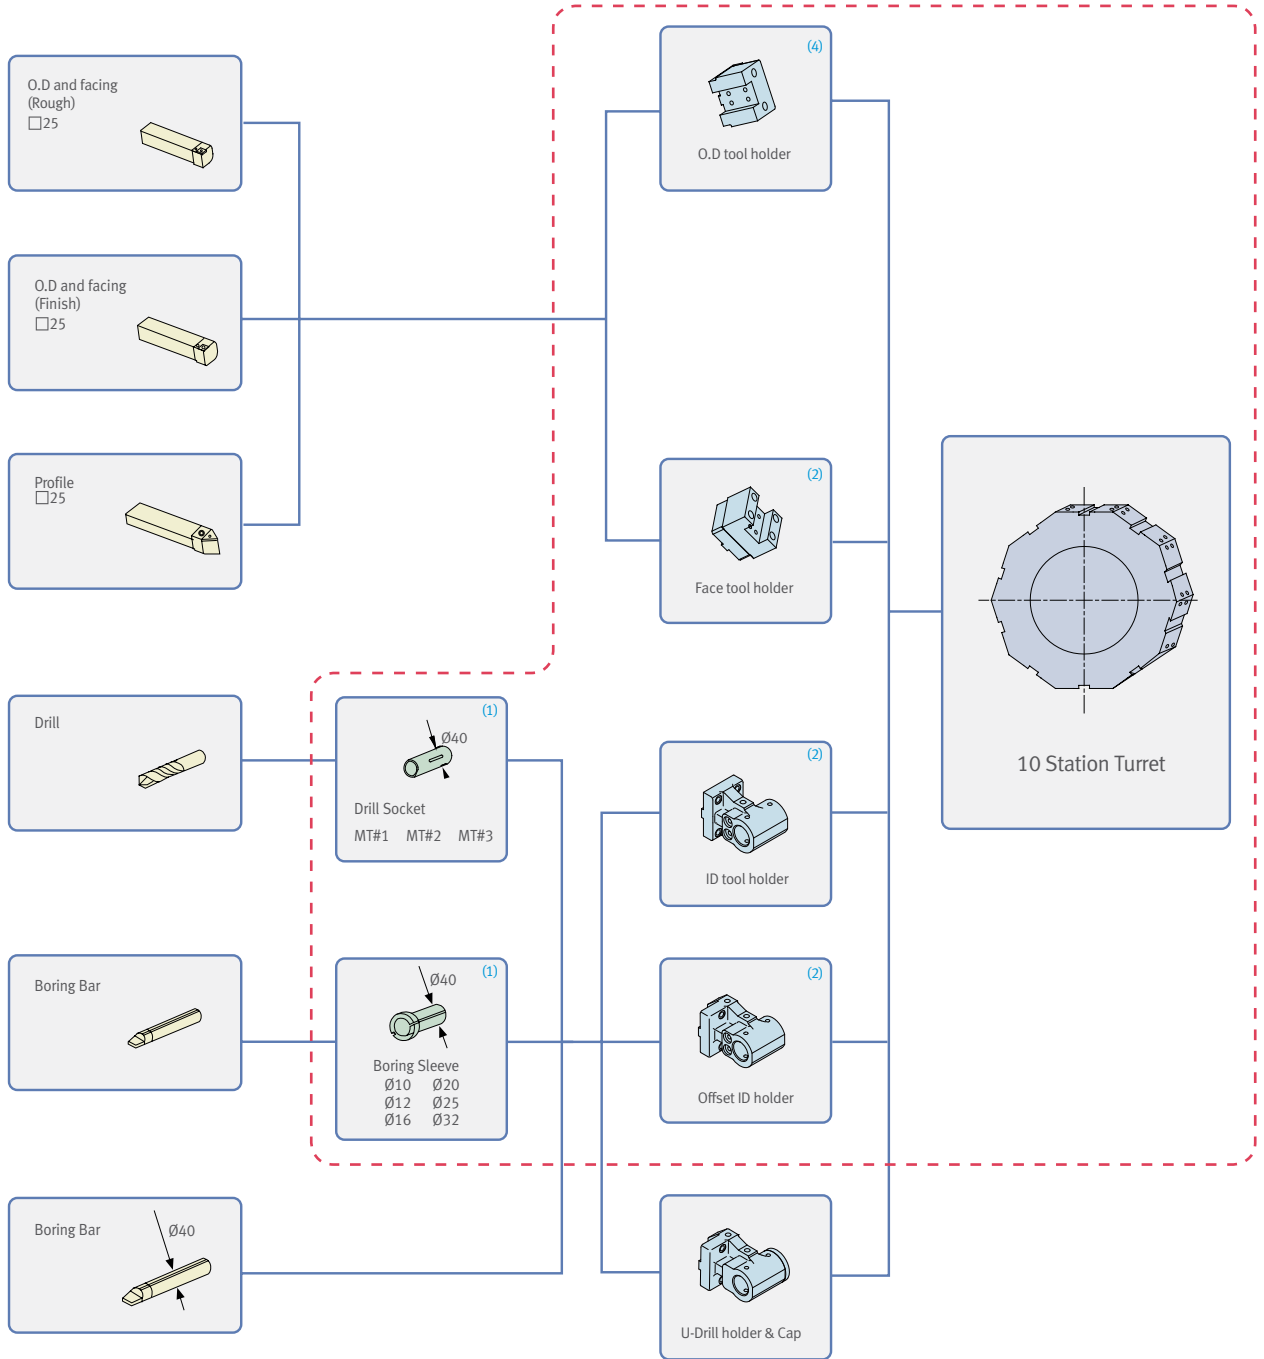 O.D and facing
(Rough)
□25
(4)
O.D tool holder
O.D and facing
(Finish)
□25
Profile
□25
(2)
Face tool holder
10 Station Turret
Drill
(1)
Ø40
Drill Socket
MT#1 MT#2 MT#3
(2)
ID tool holder
Boring Bar
(1)
Ø40
Boring Sleeve
Ø10 Ø20
Ø12 Ø25
Ø16 Ø32
(2)
Offset ID holder
Boring Bar
Ø40
U-Drill holder & Cap